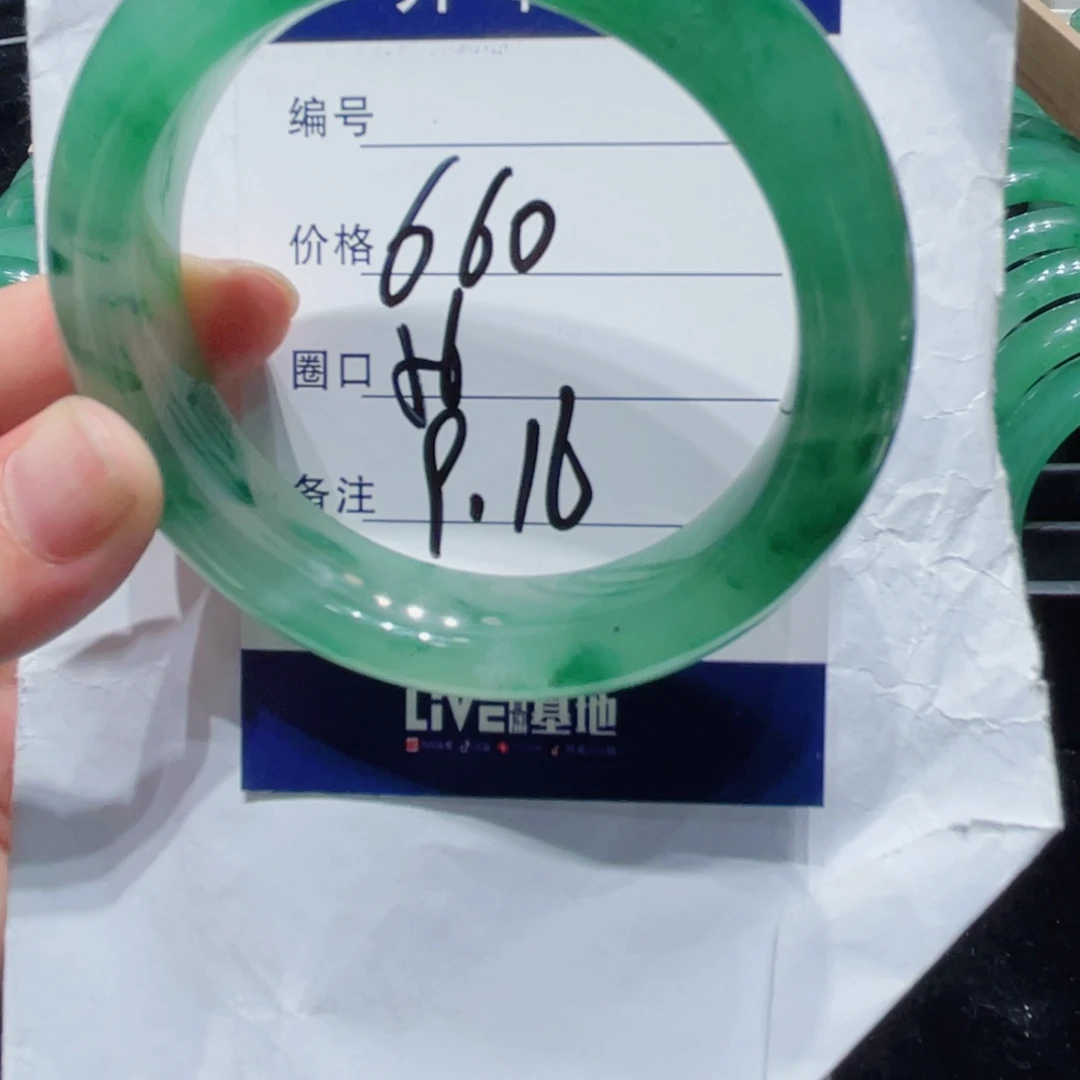 编号
价格 660
圈口
备注 9.16
Live 基地